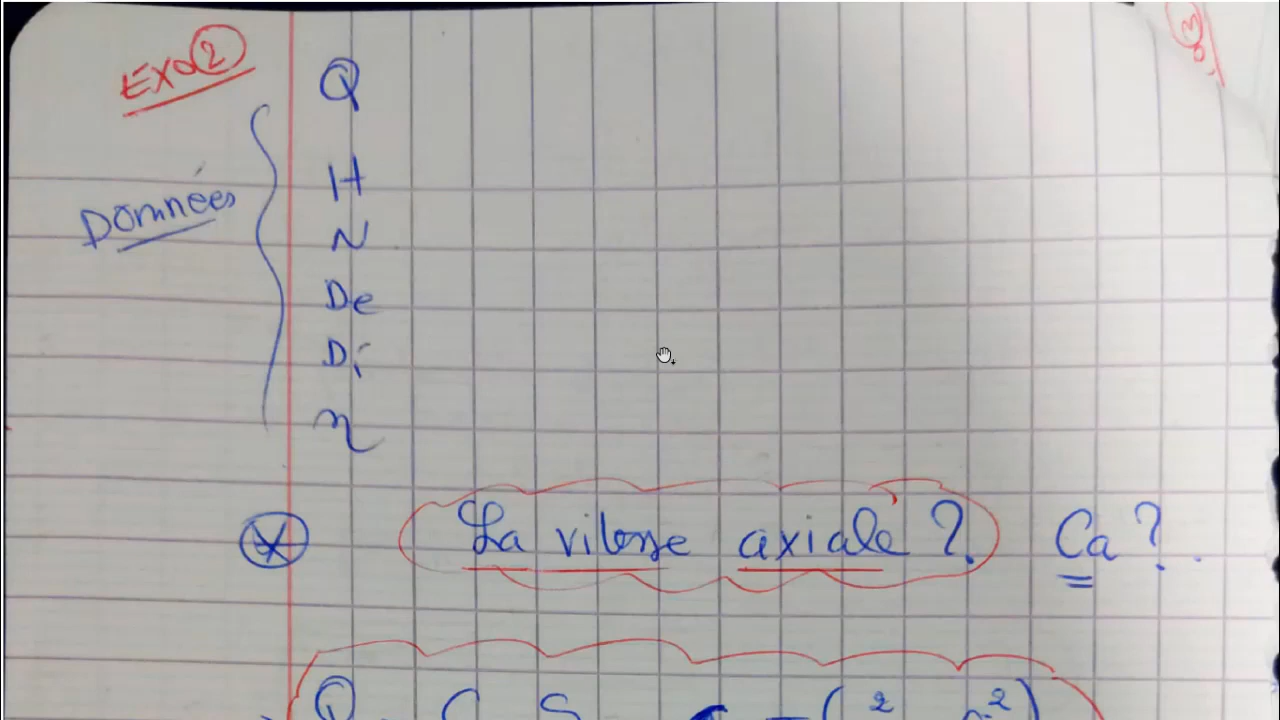 Exo 2
Q
H
N
Données
De
Di
η
La vitesse axiale ? Ca ?
Q